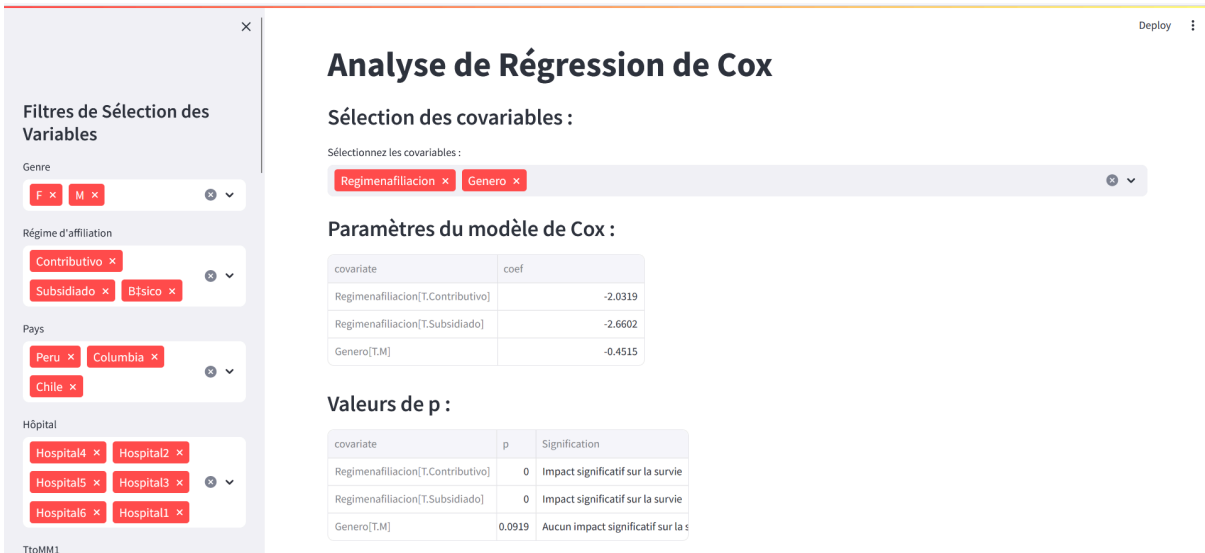 Deploy
Filtres de Sélection des
Variables
Genre
F × M ×
Régime d'affiliation
Contributivo ×
Subsidiado × B‡sico ×
Pays
Peru × Columbia ×
Chile ×
Hôpital
Hospital4 × Hospital2 ×
Hospital5 × Hospital3 ×
Hospital6 × Hospital1 ×
TtoMM1
Analyse de Régression de Cox
Sélection des covariables :
Sélectionnez les covariables :
Regimenafiliacion × Genero ×
Paramètres du modèle de Cox :
covariate coef
Regimenafiliacion[T.Contributivo] -2.0319
Regimenafiliacion[T.Subsidiado] -2.6602
Genero[T.M] -0.4515
Valeurs de p :
covariate p Signification
Regimenafiliacion[T.Contributivo] 0 Impact significatif sur la survie
Regimenafiliacion[T.Subsidiado] 0 Impact significatif sur la survie
Genero[T.M] 0.0919 Aucun impact significatif sur la s